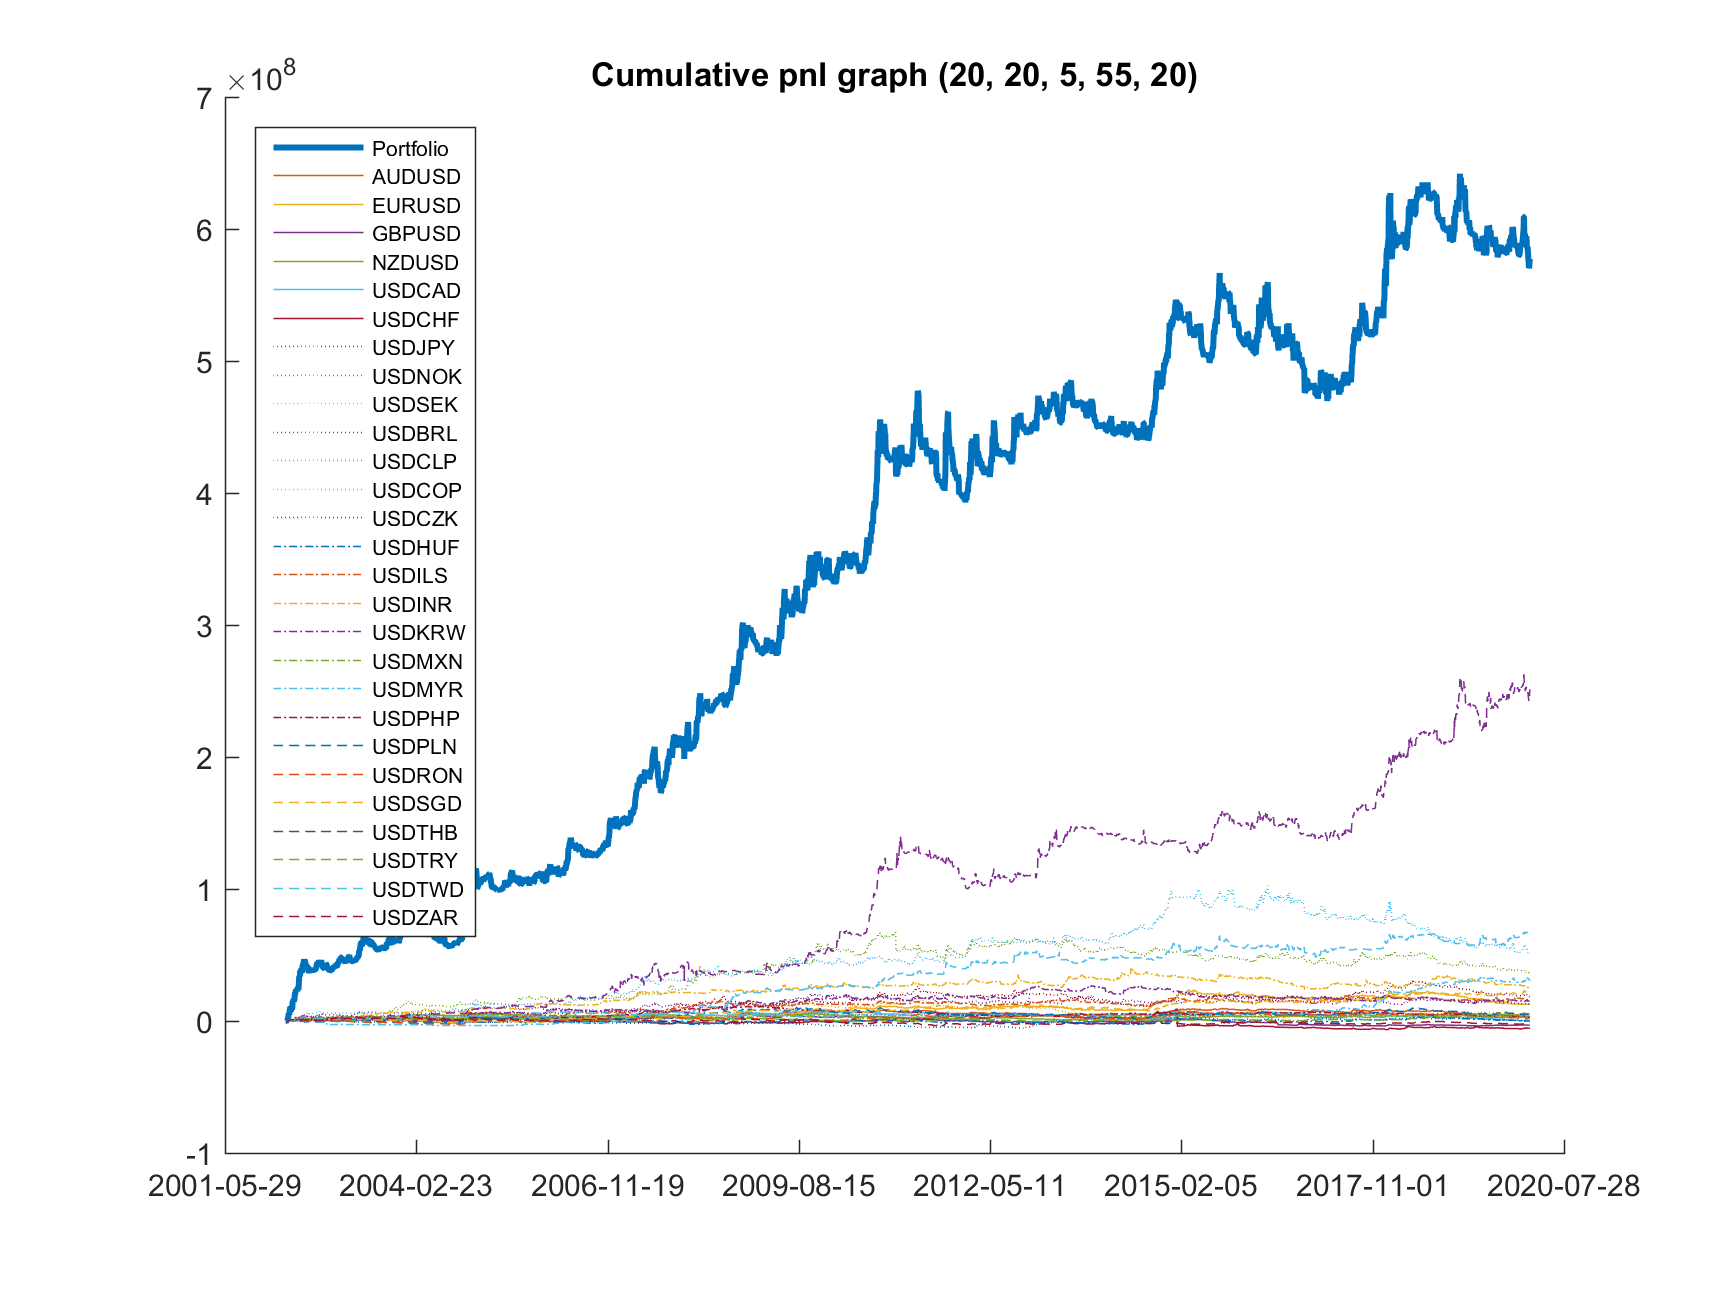 Cumulative pnl graph (20, 20, 5, 55, 20)
×10^8
7
6
5
4
3
2
1
0
-1
Portfolio
AUDUSD
EURUSD
GBPUSD
NZDUSD
USDCAD
USDCHF
USDJPY
USDNOK
USDSEK
USDBRL
USDCLP
USDCOP
USDCZK
USDHUF
USDILS
USDINR
USDKRW
USDMXN
USDMYR
USDPHP
USDPLN
USDRON
USDSGD
USDTHB
USDTRY
USDTWD
USDZAR
2001-05-29 2004-02-23 2006-11-19 2009-08-15 2012-05-11 2015-02-05 2017-11-01 2020-07-28